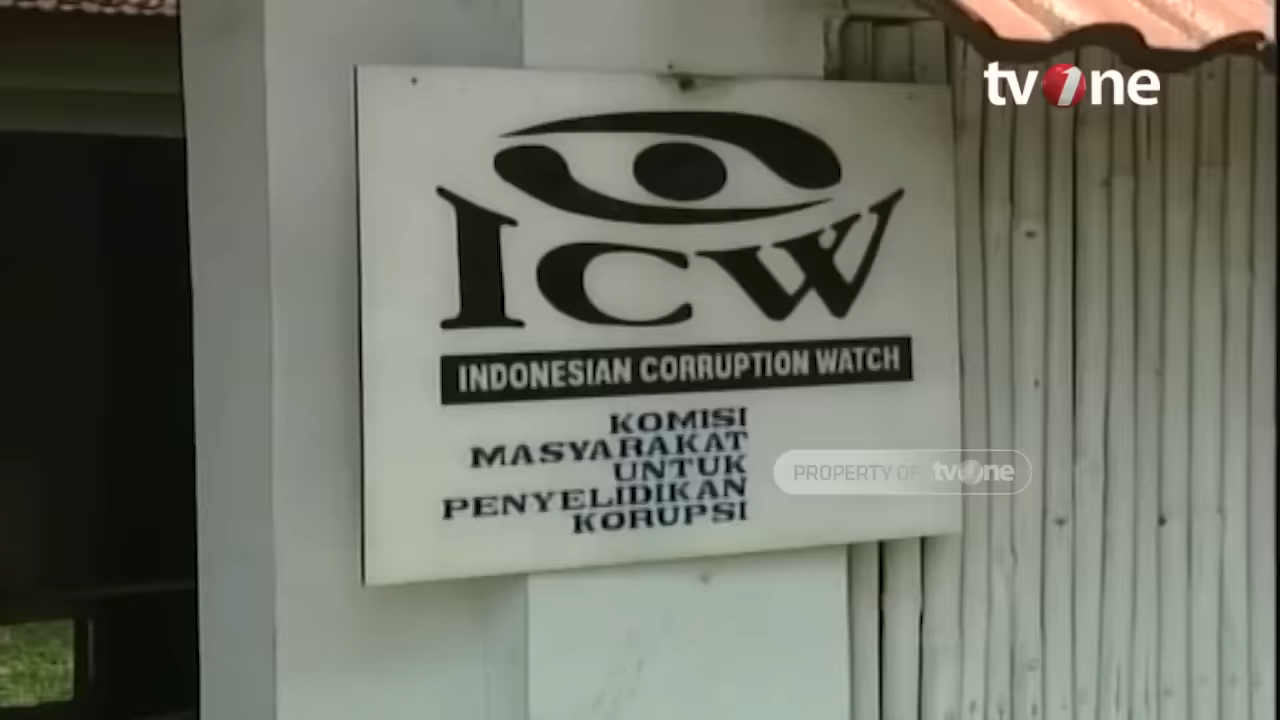 tvOne
ICW
INDONESIAN CORRUPTION WATCH
KOMISI
MASYARAKAT
UNTUK
PENYELIDIKAN
KORUPSI
PROPERTY OF tvOne